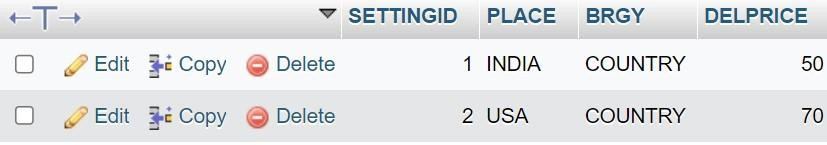 SETTINGID PLACE BRGY DELPRICE
Edit Copy Delete 1 INDIA COUNTRY 50
Edit Copy Delete 2 USA COUNTRY 70